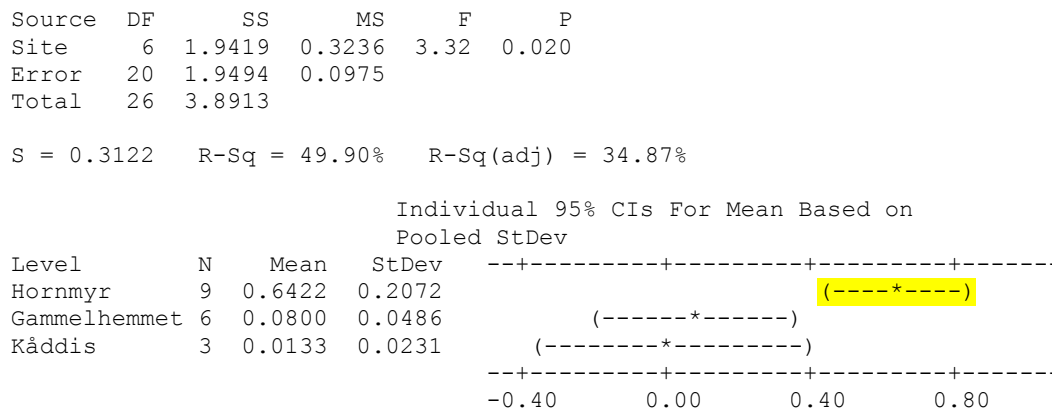 Source  DF      SS      MS     F      P
Site     6  1.9419  0.3236  3.32  0.020
Error   20  1.9494  0.0975
Total   26  3.8913
S = 0.3122   R-Sq = 49.90%   R-Sq(adj) = 34.87%
Individual 95% CIs For Mean Based on
Pooled StDev
Level         N    Mean   StDev   --+---------+---------+---------+-------
Hornmyr       9  0.6422  0.2072                          (----*----)
Gammelhemmet 6  0.0800  0.0486          (------*------)
Kåddis        3  0.0133  0.0231      (--------*---------)
--+---------+---------+---------+-------
-0.40      0.00      0.40      0.80